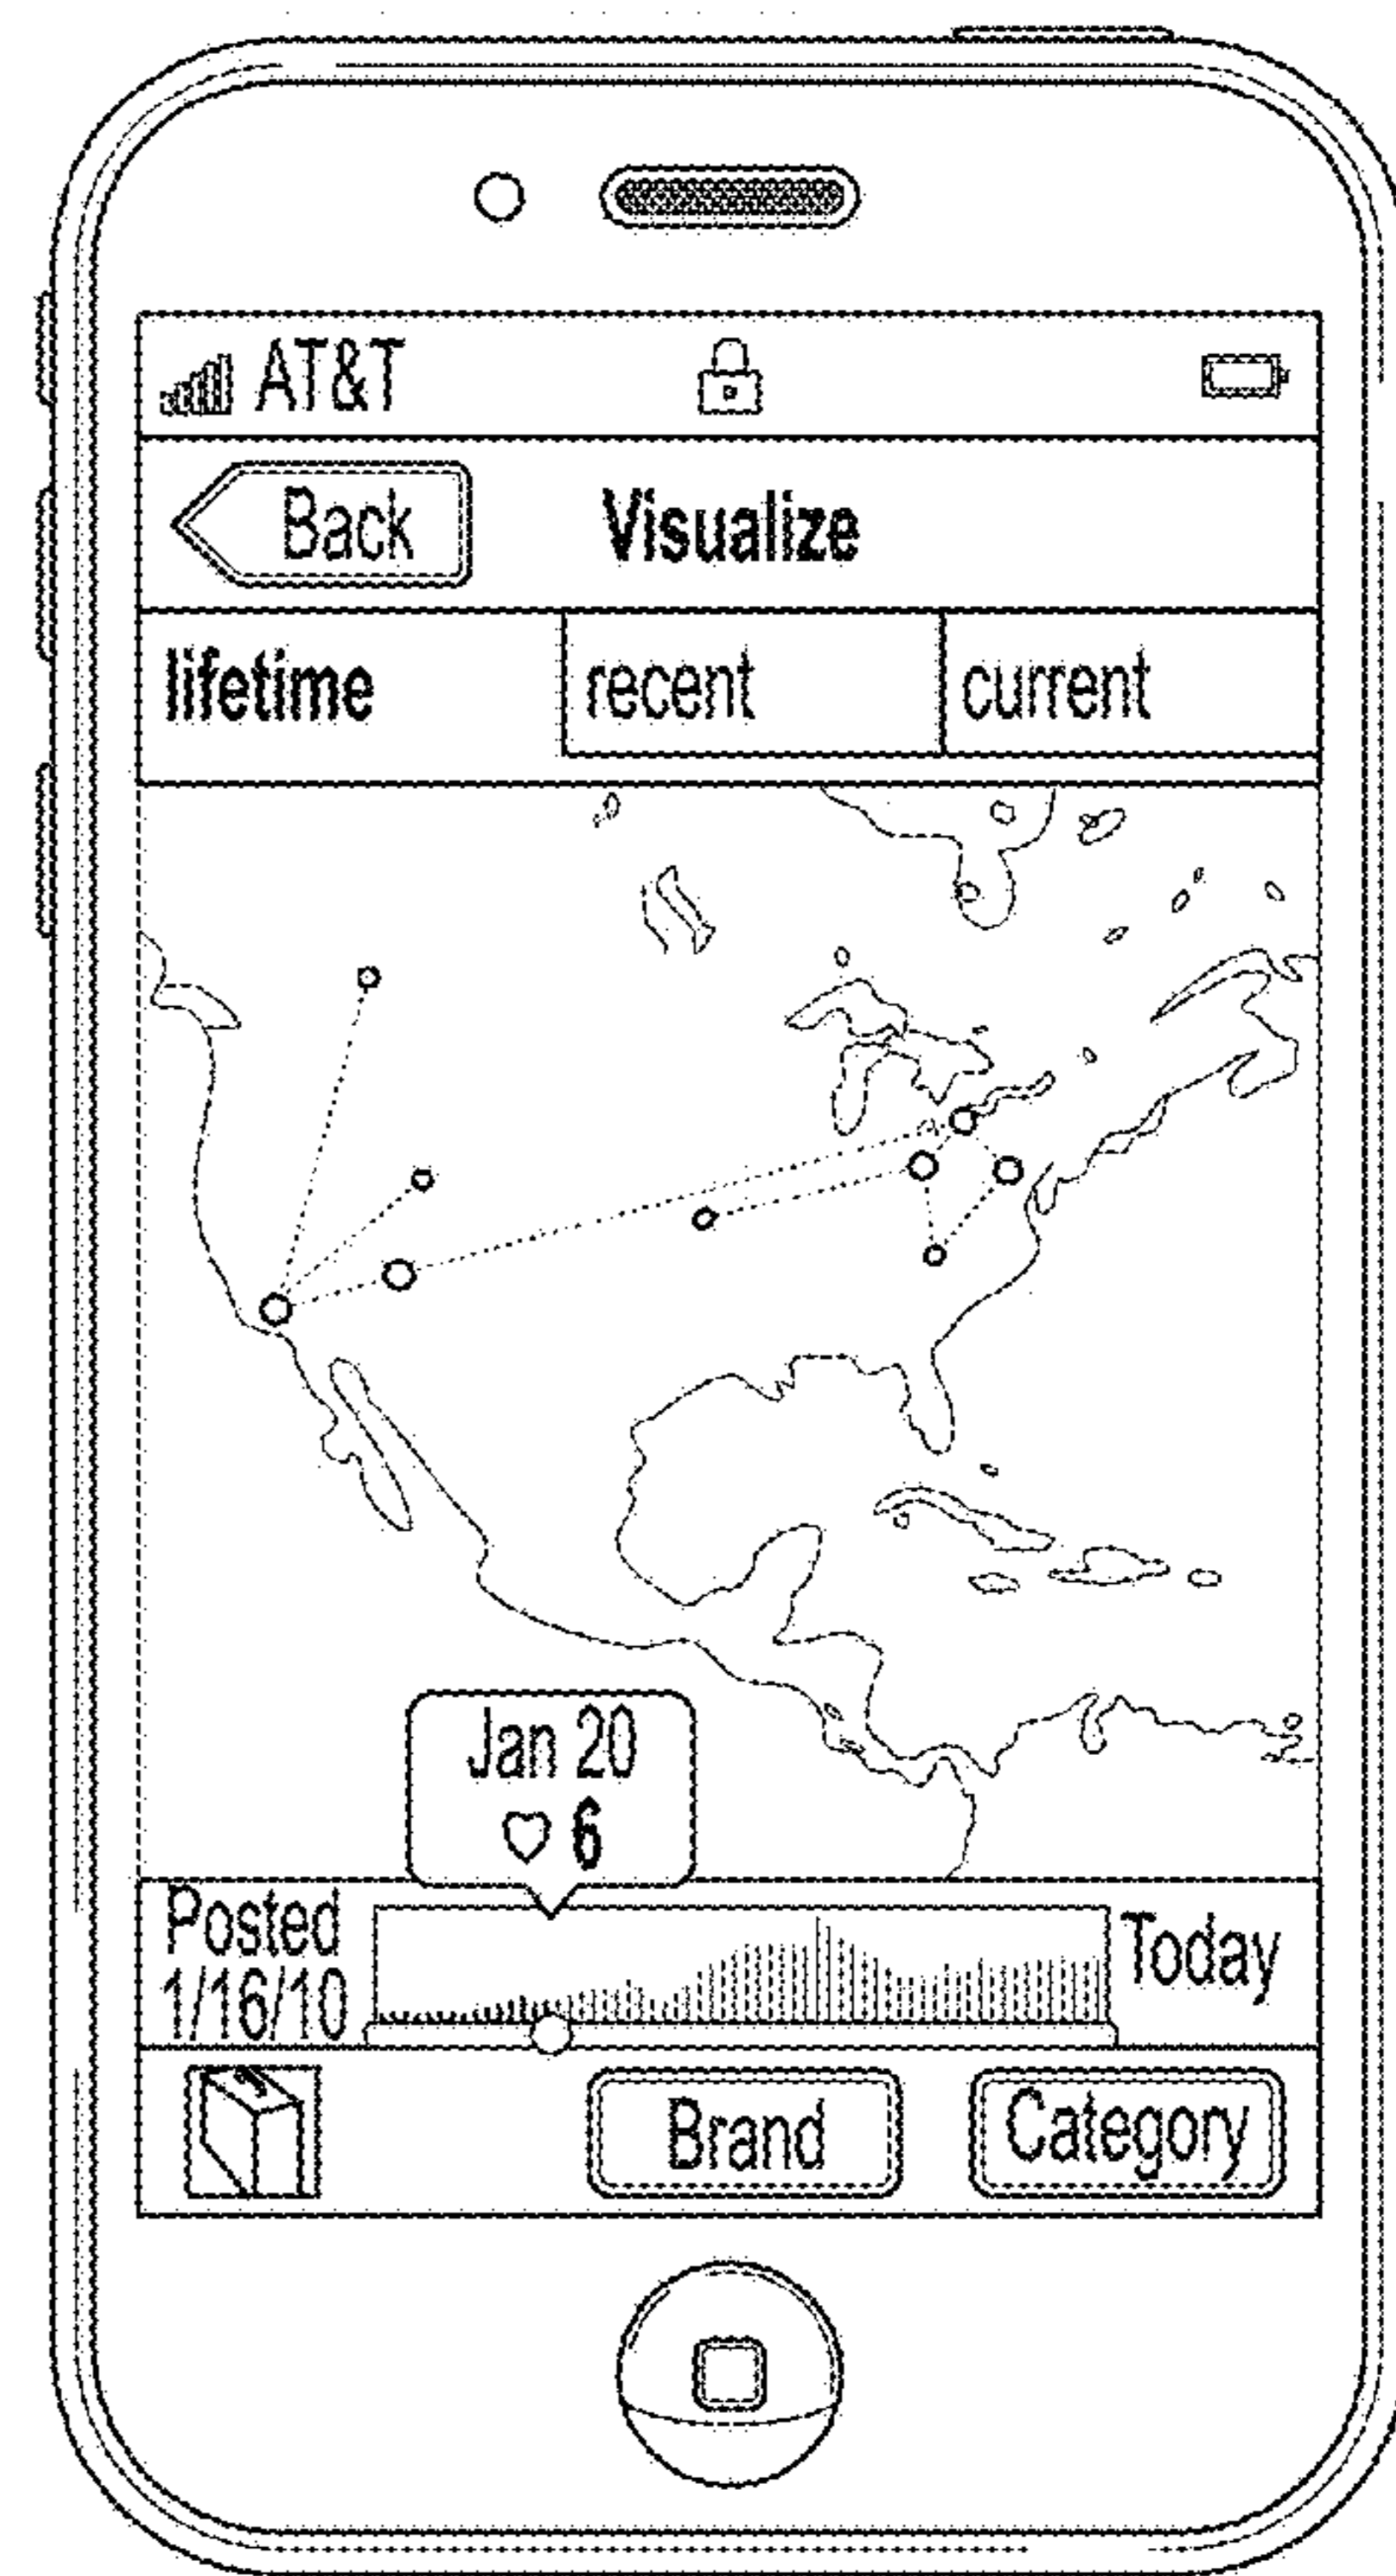 AT&T
Back Visualize
lifetime recent current
Jan 20
♡ 6
Posted
1/16/10
Today
Brand Category